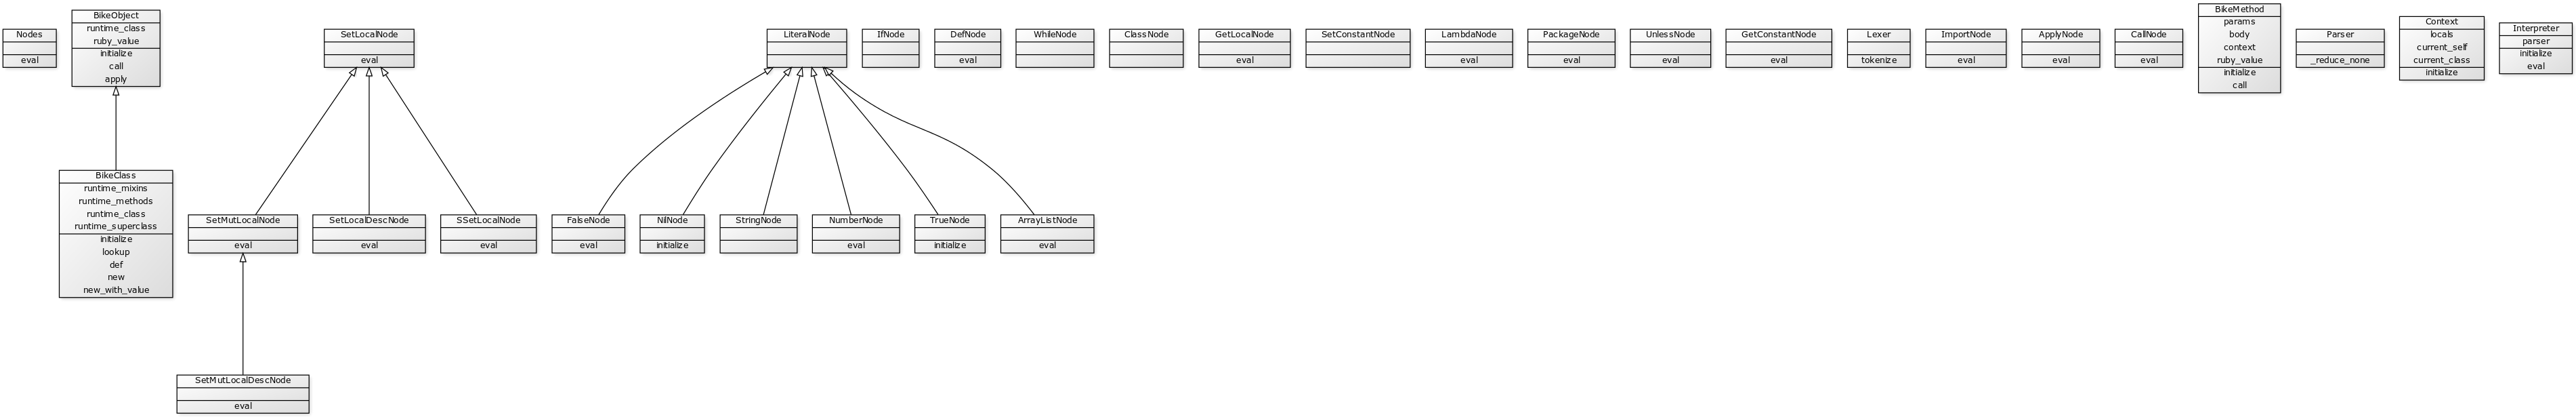 Nodes
eval
BikeObject
runtime_class
ruby_value
initialize
call
apply
SetLocalNode
eval
LiteralNode
IfNode
DefNode
eval
WhileNode
ClassNode
GetLocalNode
eval
SetConstantNode
LambdaNode
eval
PackageNode
eval
UnlessNode
eval
GetConstantNode
eval
Lexer
tokenize
ImportNode
eval
ApplyNode
eval
CallNode
eval
BikeMethod
params
body
context
ruby_value
initialize
call
Parser
_reduce_none
Context
locals
current_self
current_class
initialize
Interpreter
parser
initialize
eval
BikeClass
runtime_mixins
runtime_methods
runtime_class
runtime_superclass
initialize
lookup
def
new
new_with_value
SetMutLocalNode
eval
SetLocalDescNode
eval
SSetLocalNode
eval
FalseNode
eval
NilNode
initialize
StringNode
NumberNode
eval
TrueNode
initialize
ArrayListNode
eval
SetMutLocalDescNode
eval